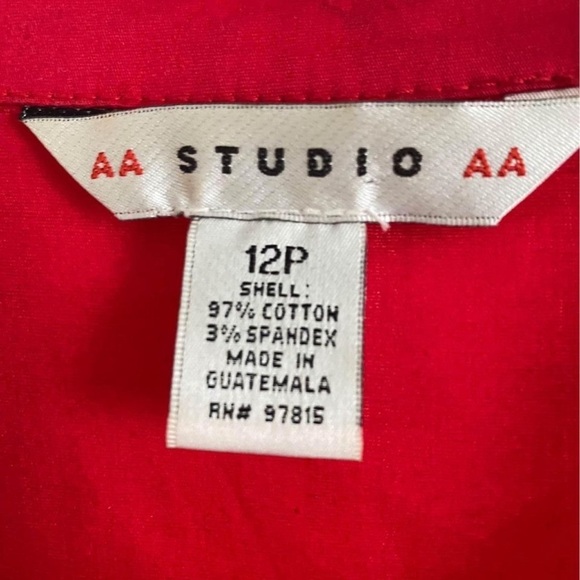 AA STUDIO AA
12P
SHELL:
97% COTTON
3% SPANDEX
MADE IN
GUATEMALA
RN# 97815